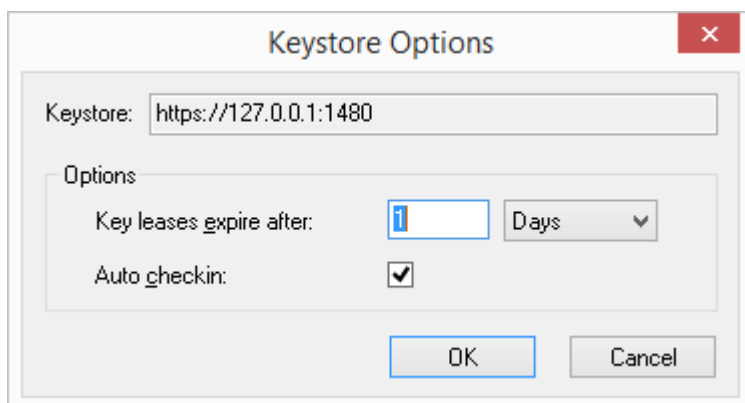 Keystore Options
Keystore: https://127.0.0.1:1480
Options
Key leases expire after: 1 Days
Auto checkin:
OK Cancel